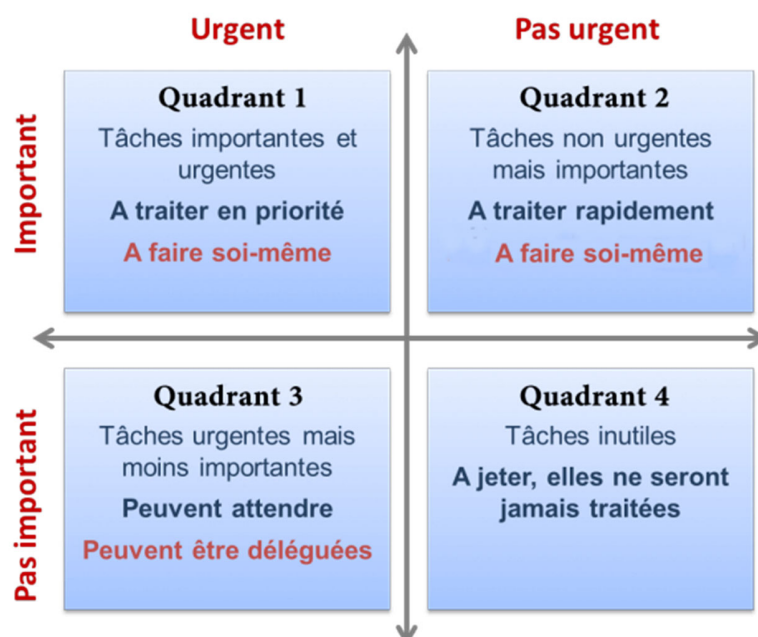 Urgent
Pas urgent
Important
Quadrant 1
Tâches importantes et
urgentes
A traiter en priorité
A faire soi-même
Quadrant 2
Tâches non urgentes
mais importantes
A traiter rapidement
A faire soi-même
Pas important
Quadrant 3
Tâches urgentes mais
moins importantes
Peuvent attendre
Peuvent être déléguées
Quadrant 4
Tâches inutiles
A jeter, elles ne seront
jamais traitées